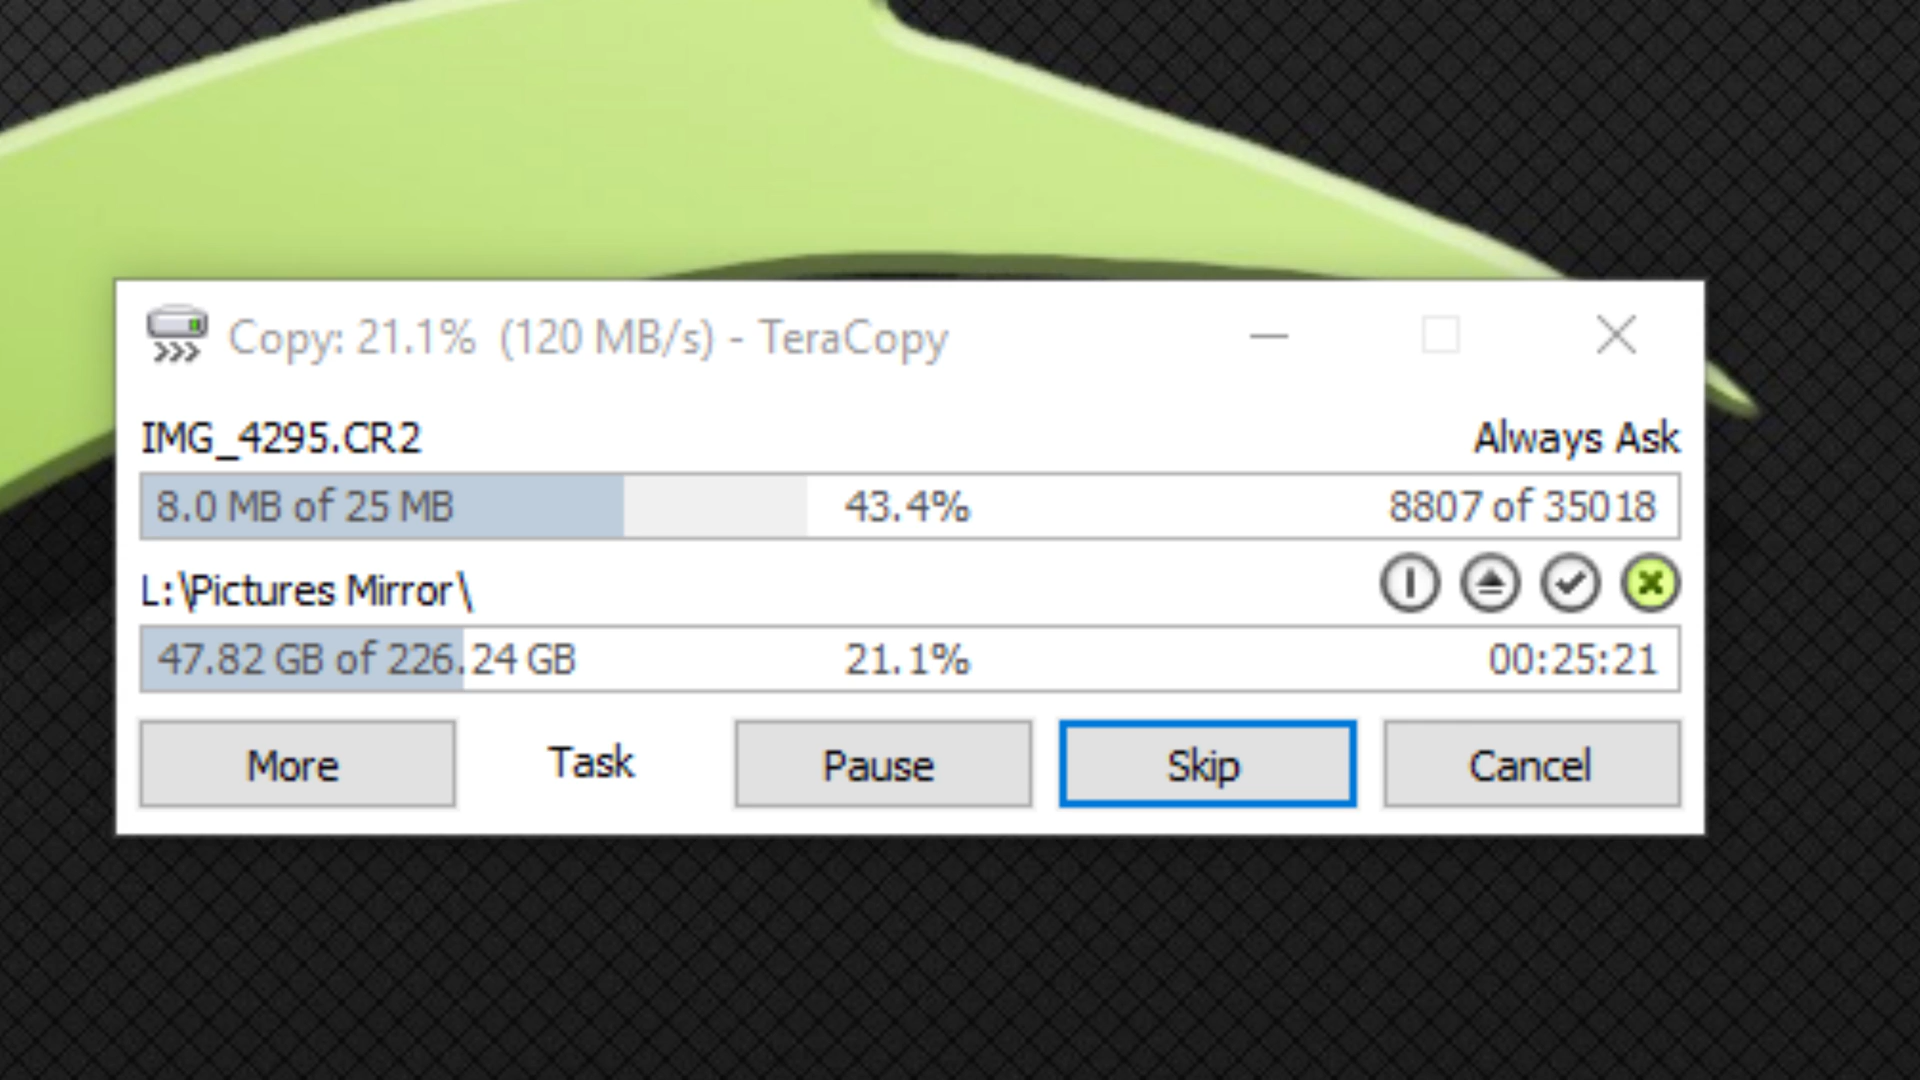 Copy: 21.1% (120 MB/s) - TeraCopy
IMG_4295.CR2 Always Ask
8.0 MB of 25 MB 43.4% 8807 of 35018
L:\Pictures Mirror\
47.82 GB of 226.24 GB 21.1% 00:25:21
More Task Pause Skip Cancel